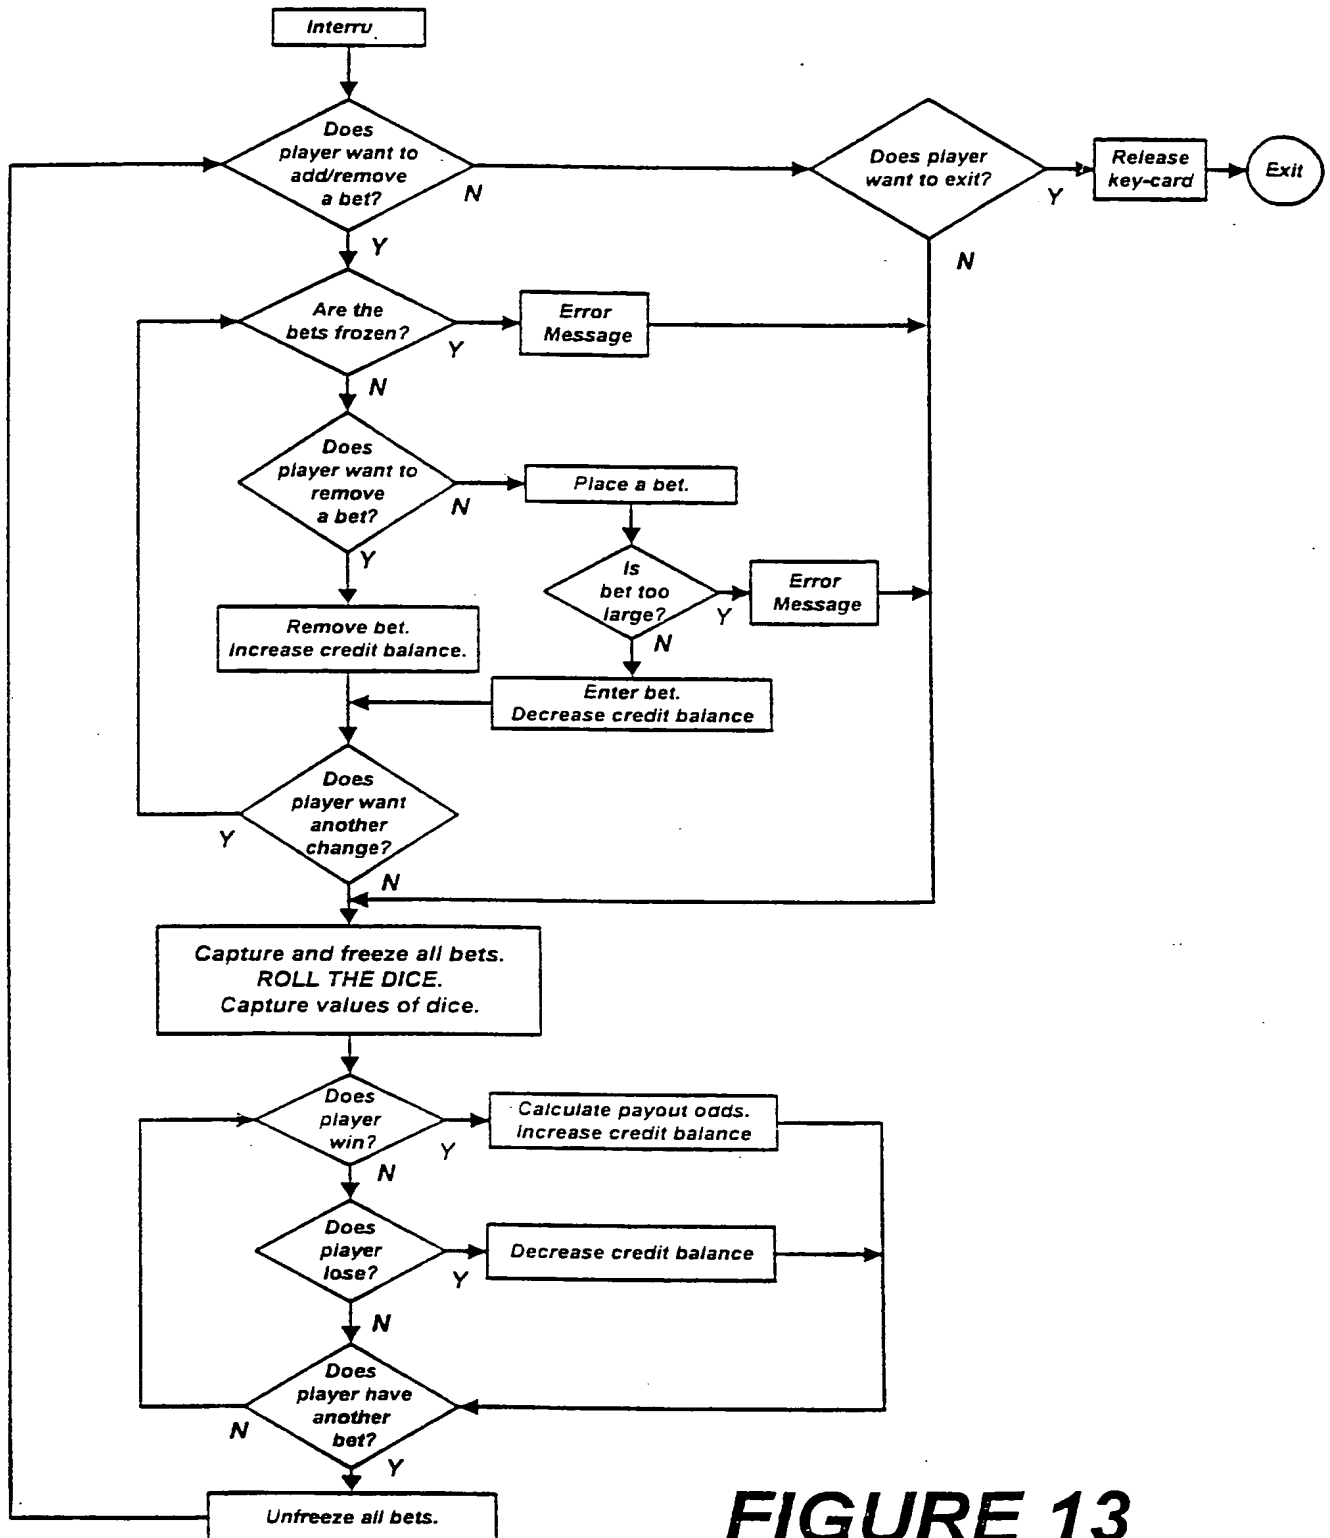 Interru
Does
player want to
add/remove
a bet?
N
Y
Does player
want to exit?
Y
N
Release
key-card
Exit
Are the
bets frozen?
Y
N
Error
Message
Does
player want to
remove
a bet?
N
Y
Place a bet.
Is
bet too
large?
Y
N
Error
Message
Remove bet.
Increase credit balance.
Enter bet.
Decrease credit balance
Does
player want
another
change?
Y
N
Capture and freeze all bets.
ROLL THE DICE.
Capture values of dice.
Does
player
win?
Y
N
Calculate payout odds.
Increase credit balance
Does
player
lose?
Y
N
Decrease credit balance
Does
player have
another
bet?
N
Y
Unfreeze all bets.
FIGURE 13